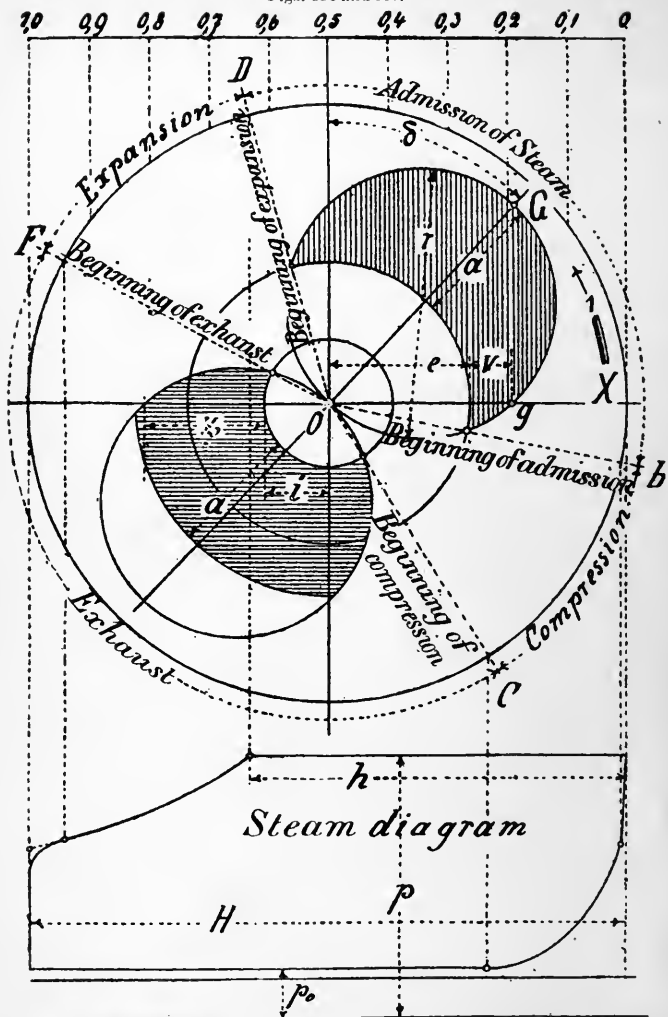 1,0 0,9 0,8 0,7 0,6 0,5 0,4 0,3 0,2 0,1 0
D
Admission of Steam
δ
Expansion
G
Beginning of expansion
r
a
F
Beginning of exhaust
1
e
v
X
O
g
Beginning of admission
b
i
a
Beginning of
compression
Compression
Exhaust
C
h
Steam diagram
p
H
p₀